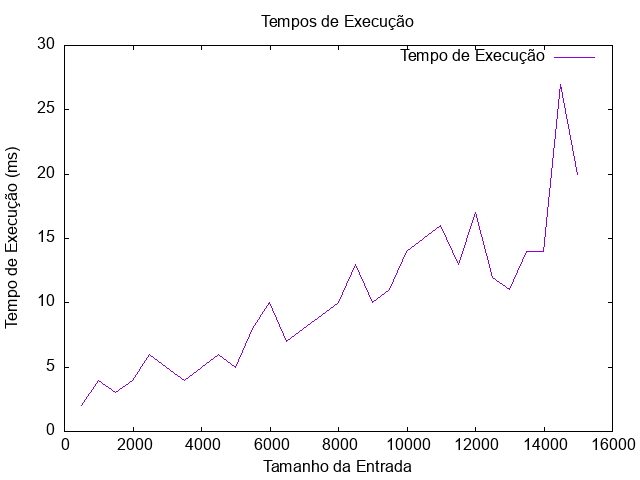 Tempos de Execução
Tempo de Execução
Tempo de Execução (ms)
30
25
20
15
10
5
0
0 2000 4000 6000 8000 10000 12000 14000 16000
Tamanho da Entrada